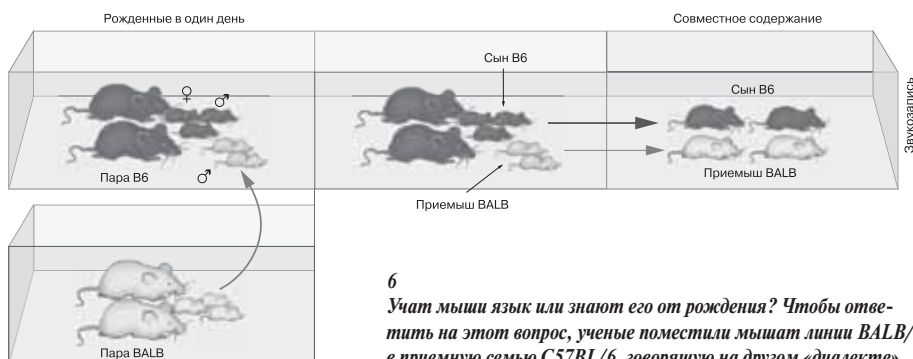 Рожденные в один день
Совместное содержание
Сын B6
Сын B6
♀
♂
Звукозапись
Пара B6
♂
Приемыш BALB
Приемыш BALB
Пара BALB
6
Учат мыши язык или знают его от рождения? Чтобы отве-
тить на этот вопрос, ученые поместили мышат линии BALB/
в приемную семью C57BL/6, говорящую на другом «диалекте»